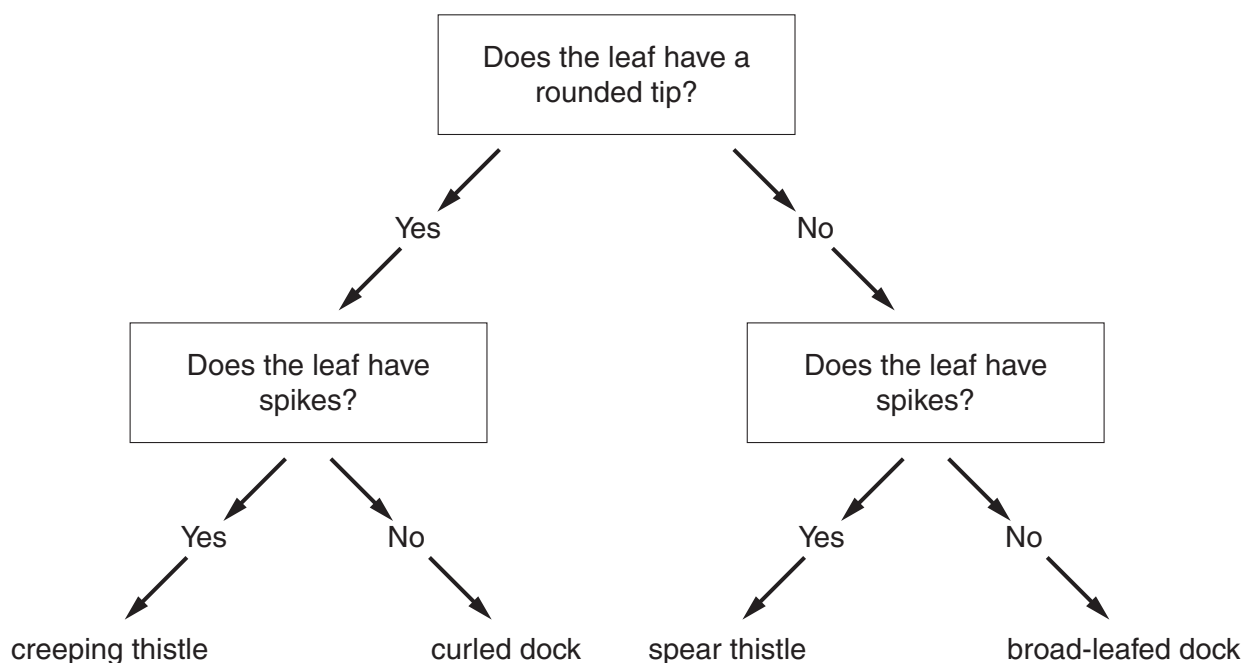 Does the leaf have a
rounded tip?
Yes
No
Does the leaf have
spikes?
Does the leaf have
spikes?
Yes
No
Yes
No
creeping thistle
curled dock
spear thistle
broad-leafed dock